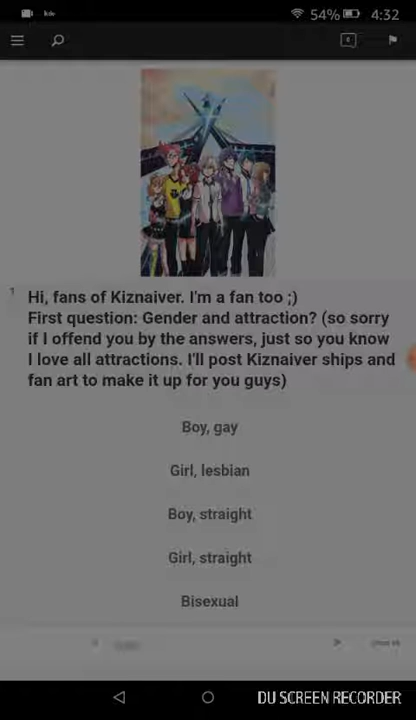 54% 4:32
1
Hi, fans of Kiznaiver. I'm a fan too ;)
First question: Gender and attraction? (so sorry
if I offend you by the answers, just so you know
I love all attractions. I'll post Kiznaiver ships and
fan art to make it up for you guys)
Boy, gay
Girl, lesbian
Boy, straight
Girl, straight
Bisexual
DU SCREEN RECORDER